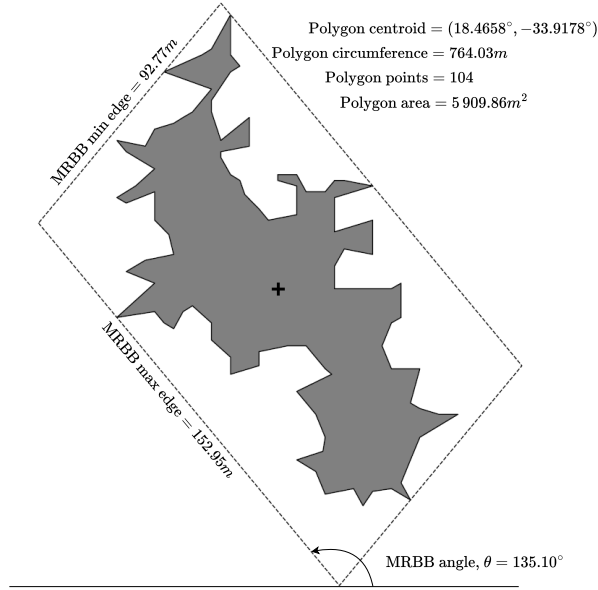 Polygon centroid = (18.4658°, −33.9178°)
Polygon circumference = 764.03m
Polygon points = 104
Polygon area = 5 909.86m²
MRBB min edge = 92.77m
MRBB max edge = 152.95m
MRBB angle, θ = 135.10°